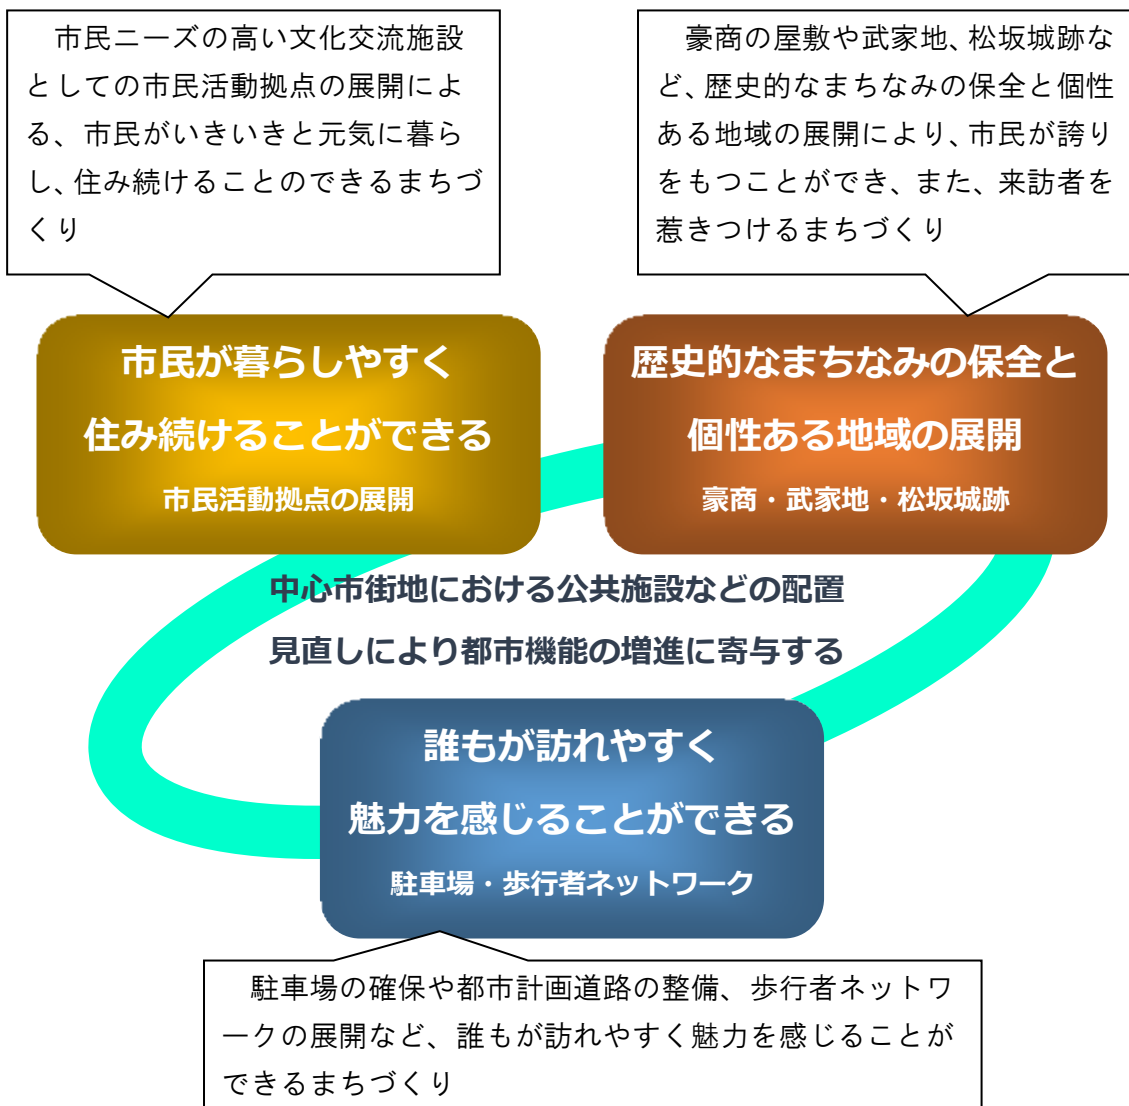 市民ニーズの高い文化交流施設
としての市民活動拠点の展開によ
る、市民がいきいきと元気に暮ら
し、住み続けることのできるまちづ
くり
豪商の屋敷や武家地、松坂城跡な
ど、歴史的なまちなみの保全と個性
ある地域の展開により、市民が誇り
をもつことができ、また、来訪者を
惹きつけるまちづくり
市民が暮らしやすく
住み続けることができる
市民活動拠点の展開
歴史的なまちなみの保全と
個性ある地域の展開
豪商・武家地・松坂城跡
中心市街地における公共施設などの配置
見直しにより都市機能の増進に寄与する
誰もが訪れやすく
魅力を感じることができる
駐車場・歩行者ネットワーク
駐車場の確保や都市計画道路の整備、歩行者ネットワ
ークの展開など、誰もが訪れやすく魅力を感じることが
できるまちづくり